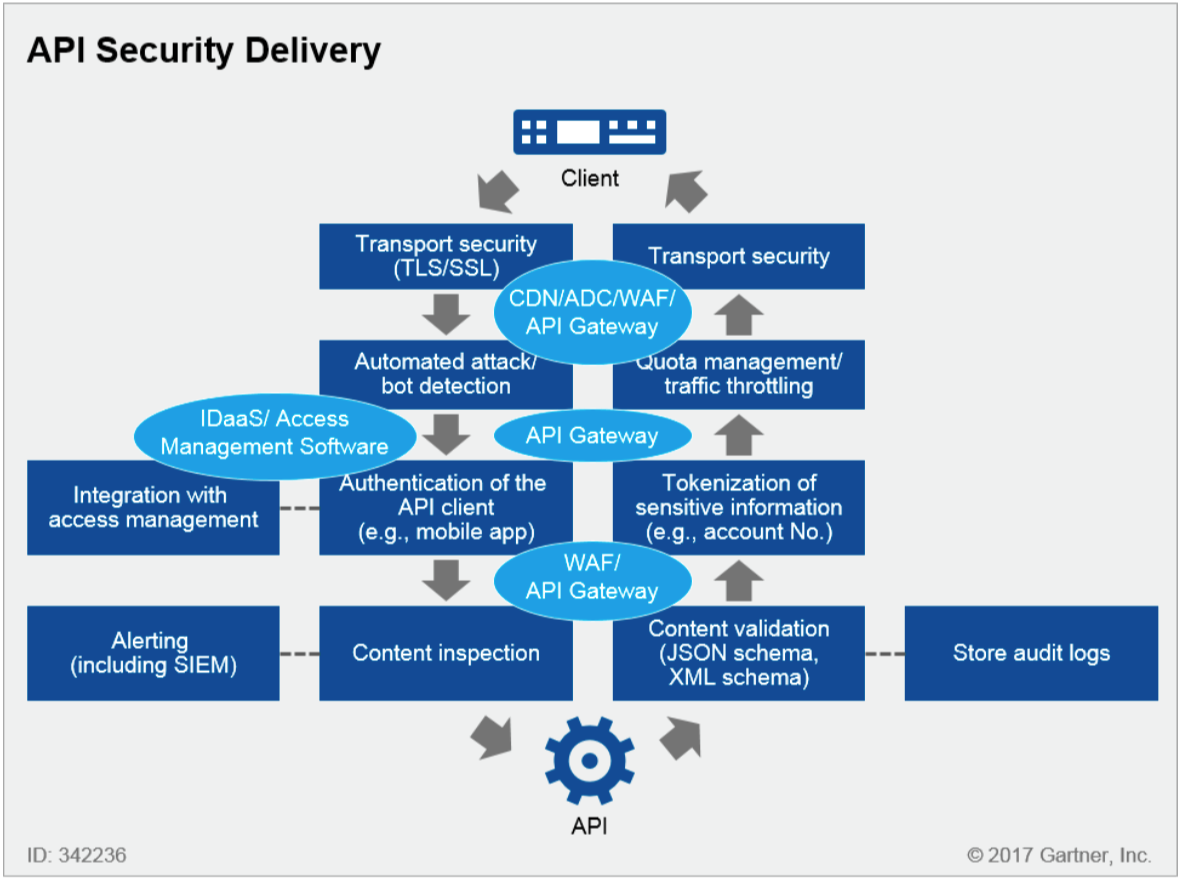 API Security Delivery
Client
Transport security
(TLS/SSL)
Transport security
CDN/ADC/WAF/
API Gateway
Automated attack/
bot detection
Quota management/
traffic throttling
IDaaS/ Access
Management Software
API Gateway
Integration with
access management
Authentication of the
API client
(e.g., mobile app)
Tokenization of
sensitive information
(e.g., account No.)
WAF/
API Gateway
Alerting
(including SIEM)
Content inspection
Content validation
(JSON schema,
XML schema)
Store audit logs
API
ID: 342236
© 2017 Gartner, Inc.